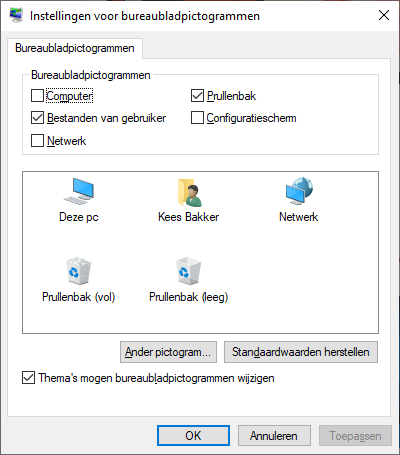 Instellingen voor bureaubladpictogrammen
Bureaubladpictogrammen
Bureaubladpictogrammen
Computer
Prullenbak
Bestanden van gebruiker
Configuratiescherm
Netwerk
Deze pc
Kees Bakker
Netwerk
Prullenbak (vol)
Prullenbak (leeg)
Ander pictogram...
Standaardwaarden herstellen
Thema's mogen bureaubladpictogrammen wijzigen
OK
Annuleren
Toepassen